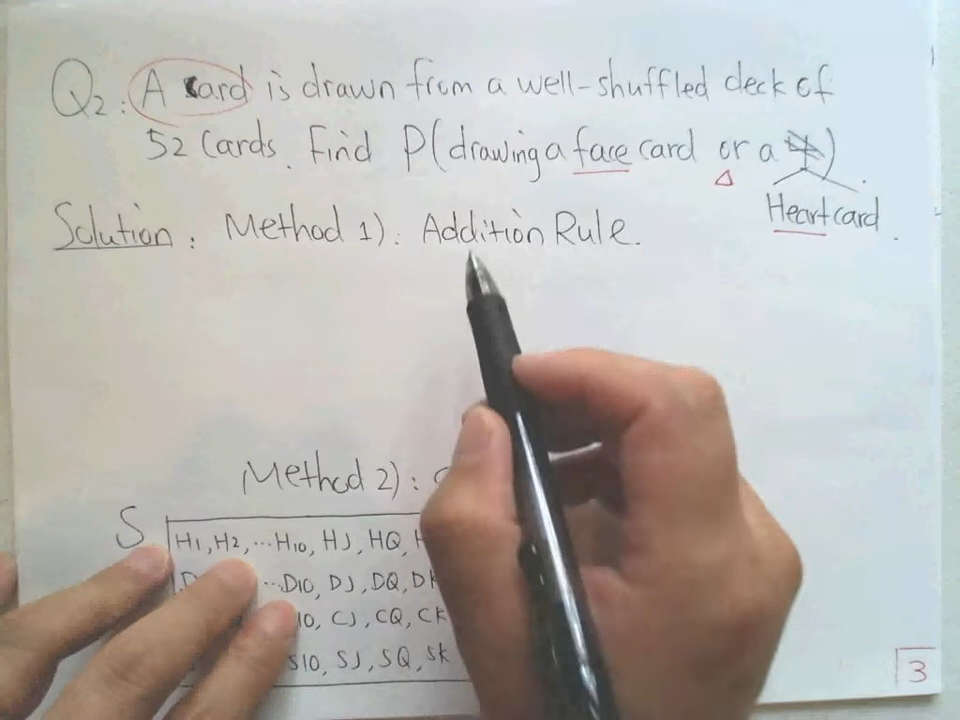 Q2: A card is drawn from a well-shuffled deck of
52 Cards. Find P(drawing a face card or a )
Heart card.
Solution: Method 1): Addition Rule.
Method 2):
S
H1, H2, ...H10, HJ, HQ,
...D10, DJ, DQ, DK
10, CJ, CQ, CK
S10, SJ, SQ, SK
3